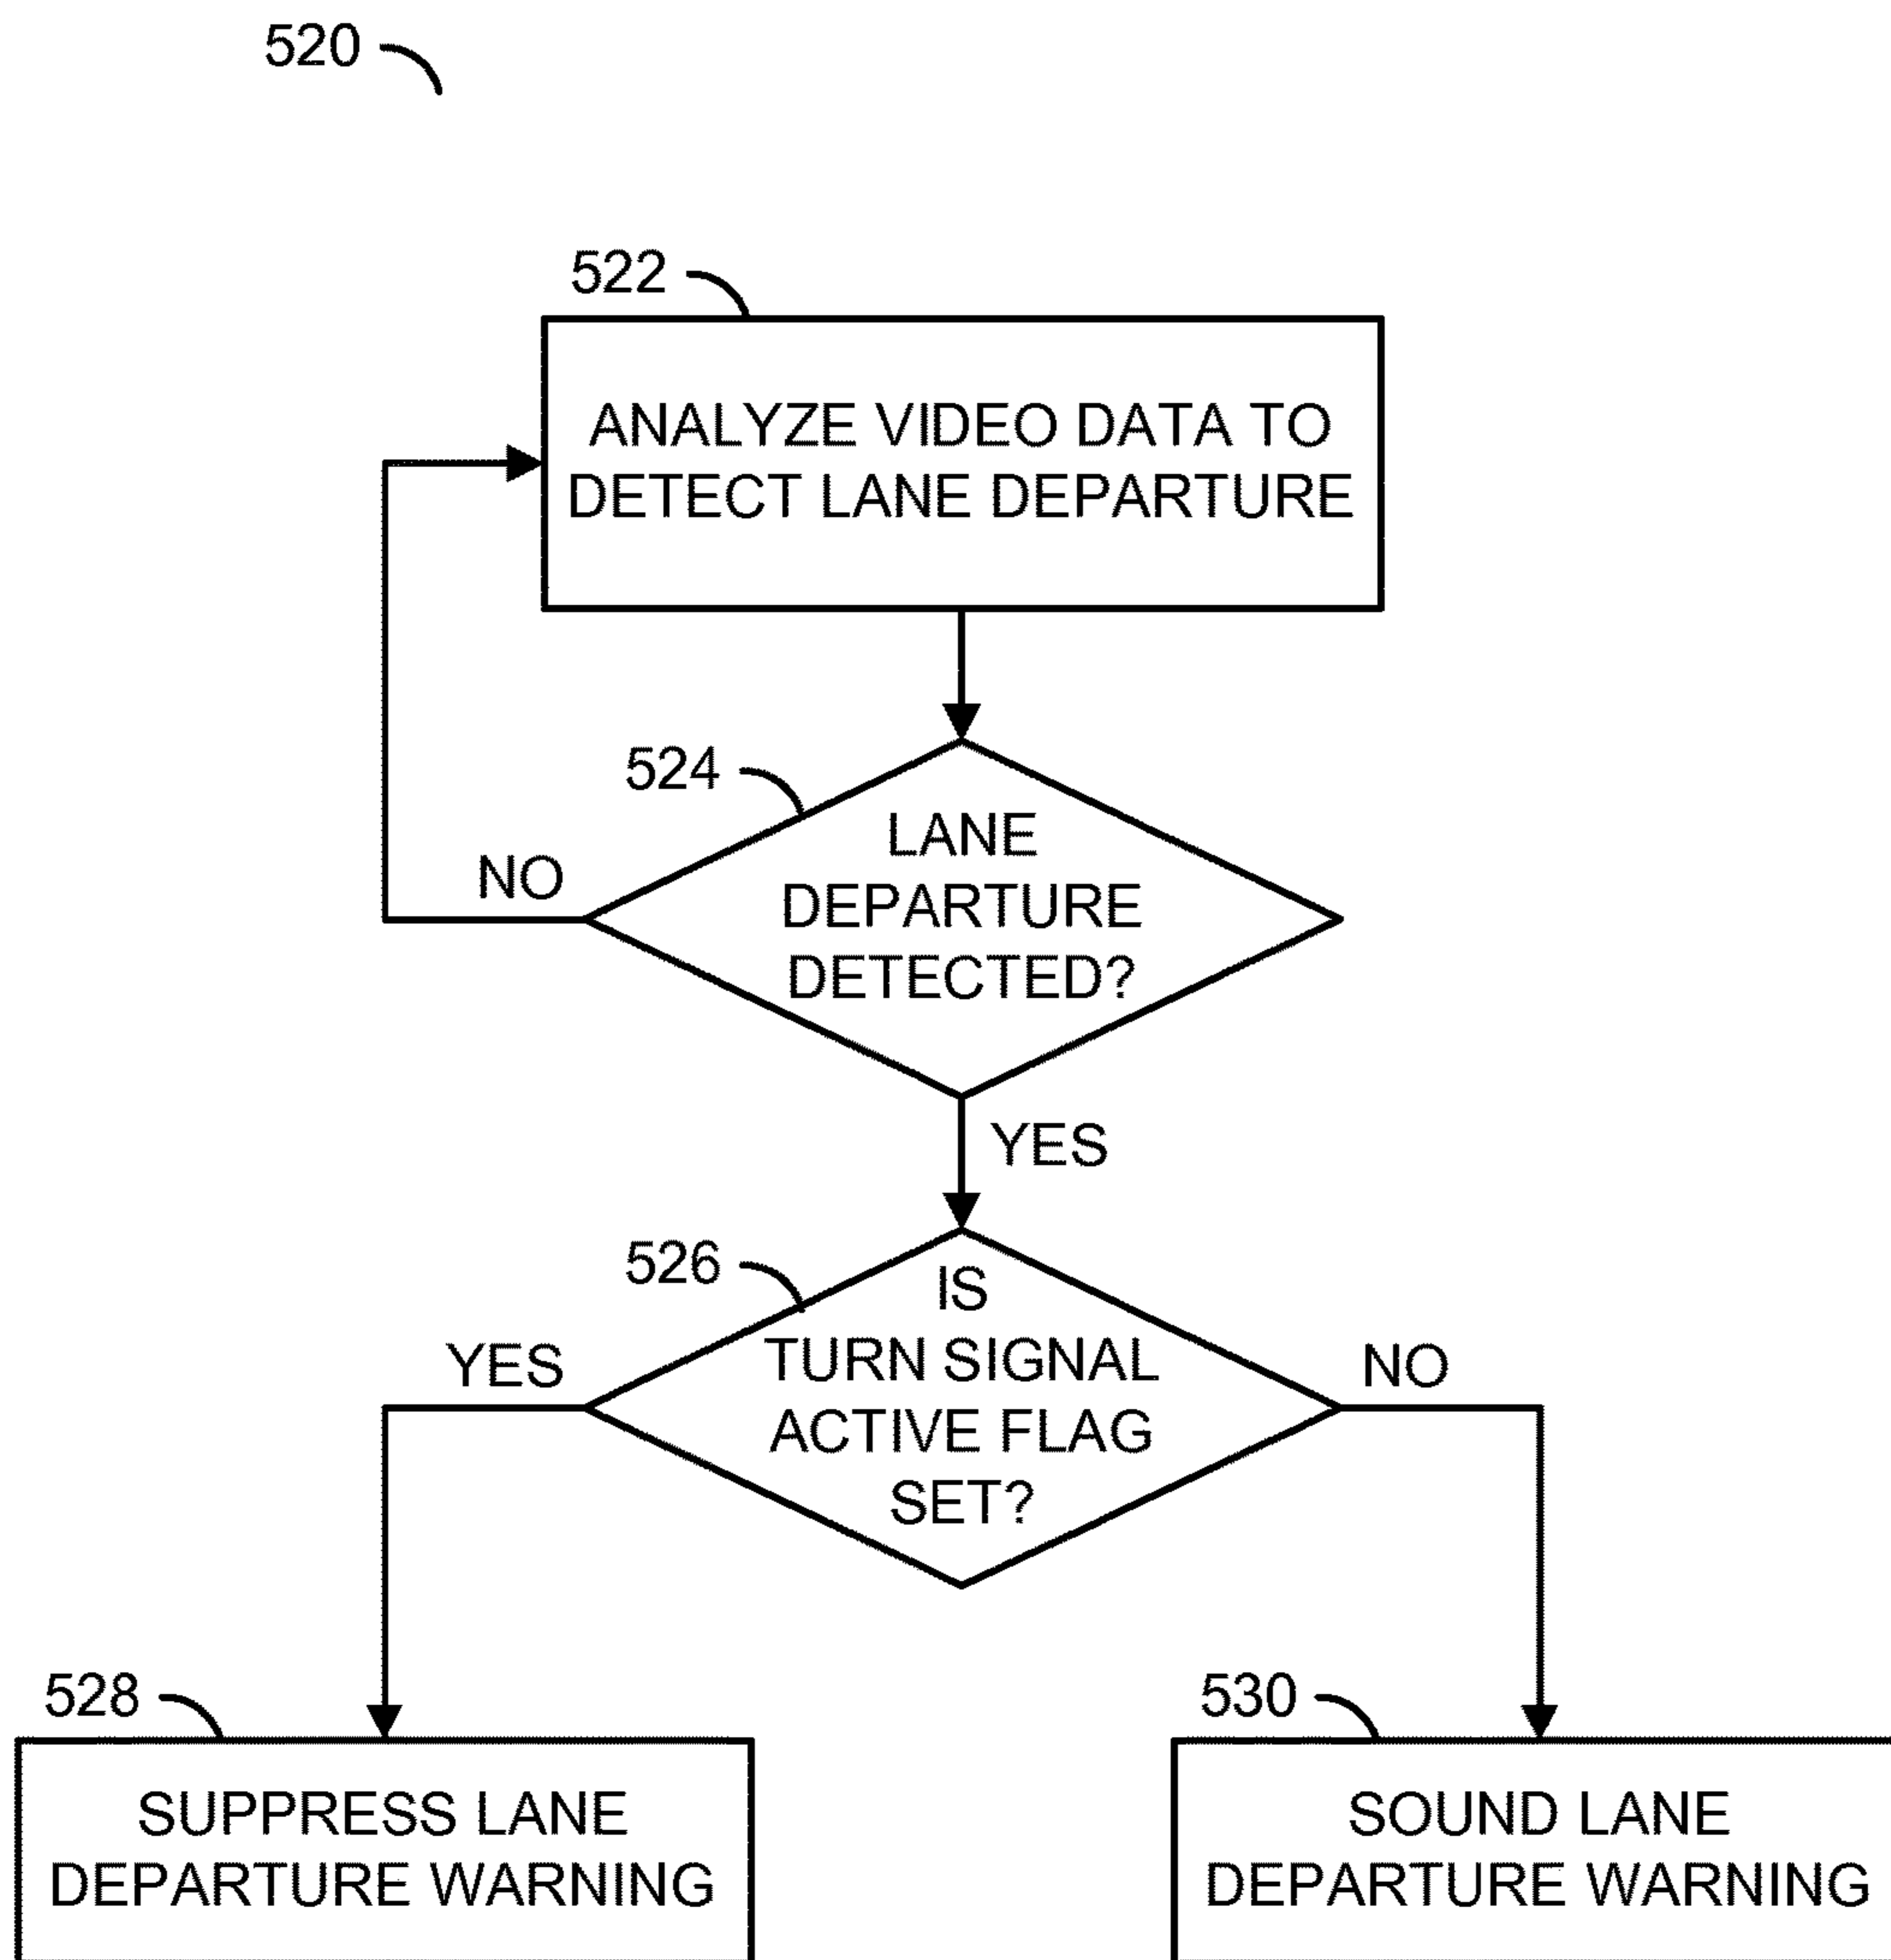 520
522
ANALYZE VIDEO DATA TO
DETECT LANE DEPARTURE
524
LANE
DEPARTURE
DETECTED?
NO
YES
526
IS
TURN SIGNAL
ACTIVE FLAG
SET?
YES
NO
528
SUPPRESS LANE
DEPARTURE WARNING
530
SOUND LANE
DEPARTURE WARNING